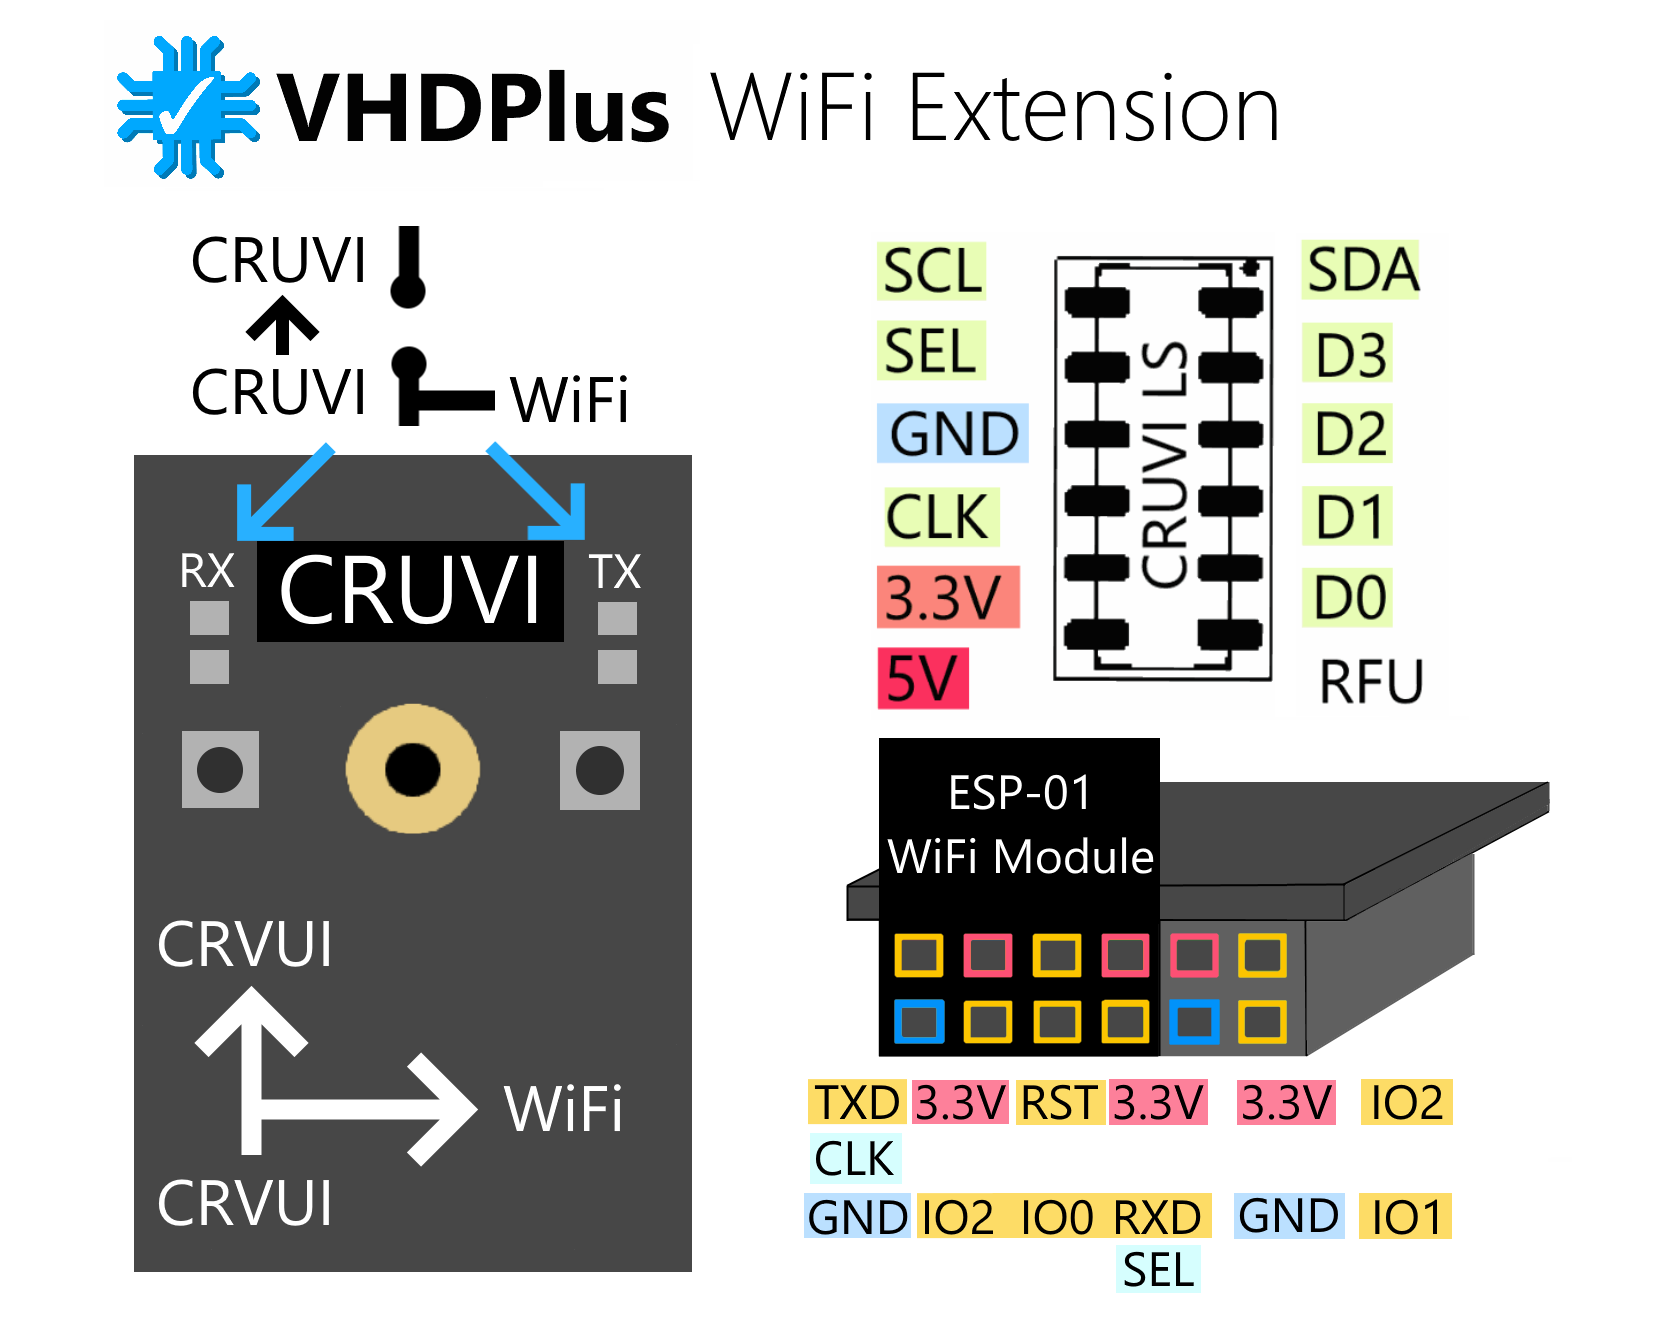 VHDPlus WiFi Extension
CRUVI
CRUVI
WiFi
RX
CRUVI
TX
CRVUI
WiFi
CRVUI
SCL
SDA
SEL
D3
GND
D2
CLK
D1
3.3V
D0
5V
RFU
CRUVI LS
ESP-01
WiFi Module
TXD 3.3V RST 3.3V 3.3V IO2
CLK
GND IO2 IO0 RXD GND IO1
SEL